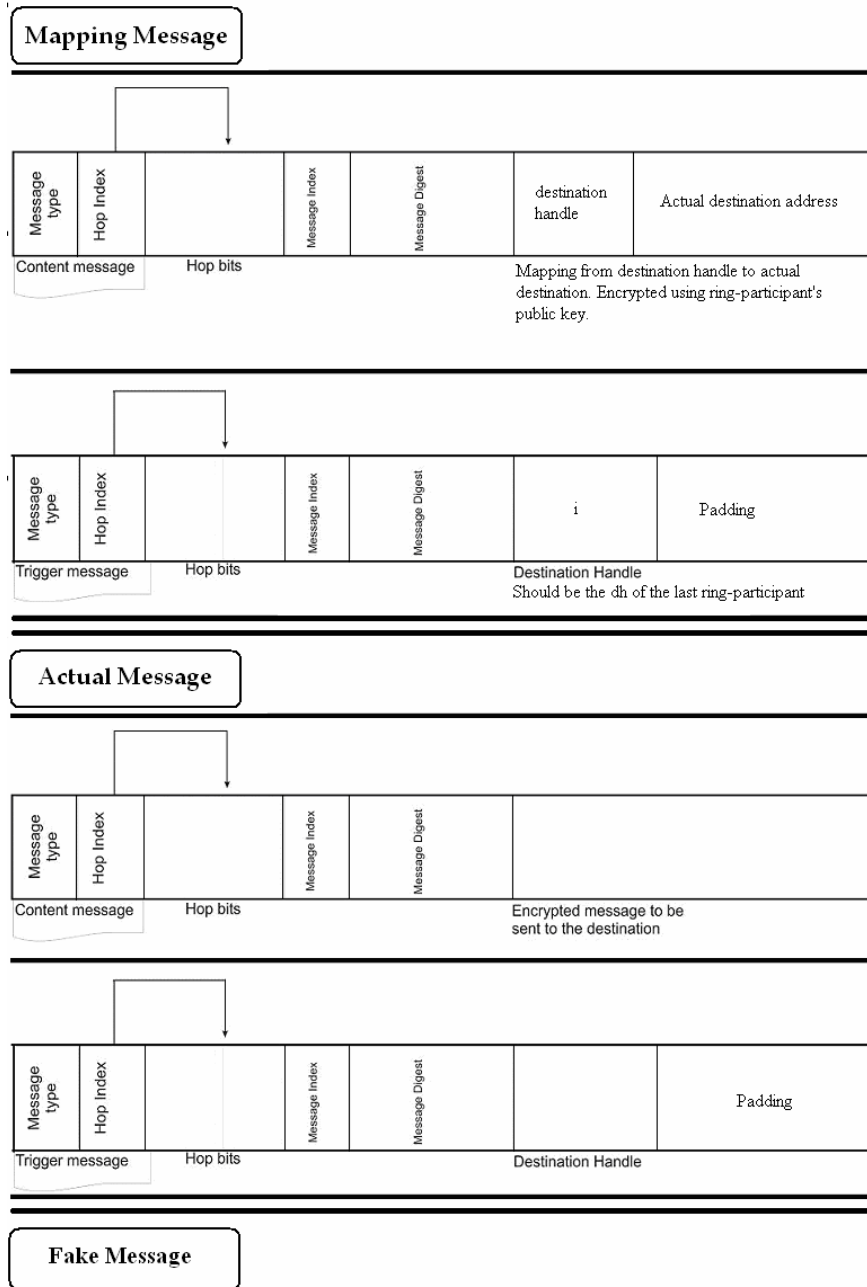 Mapping Message
Message type
Hop Index
Message Index
Message Digest
destination handle
Actual destination address
Content message
Hop bits
Mapping from destination handle to actual
destination. Encrypted using ring-participant's
public key.
Message type
Hop Index
Message Index
Message Digest
i
Padding
Trigger message
Hop bits
Destination Handle
Should be the dh of the last ring-participant
Actual Message
Message type
Hop Index
Message Index
Message Digest
Content message
Hop bits
Encrypted message to be
sent to the destination
Message type
Hop Index
Message Index
Message Digest
Padding
Trigger message
Hop bits
Destination Handle
Fake Message